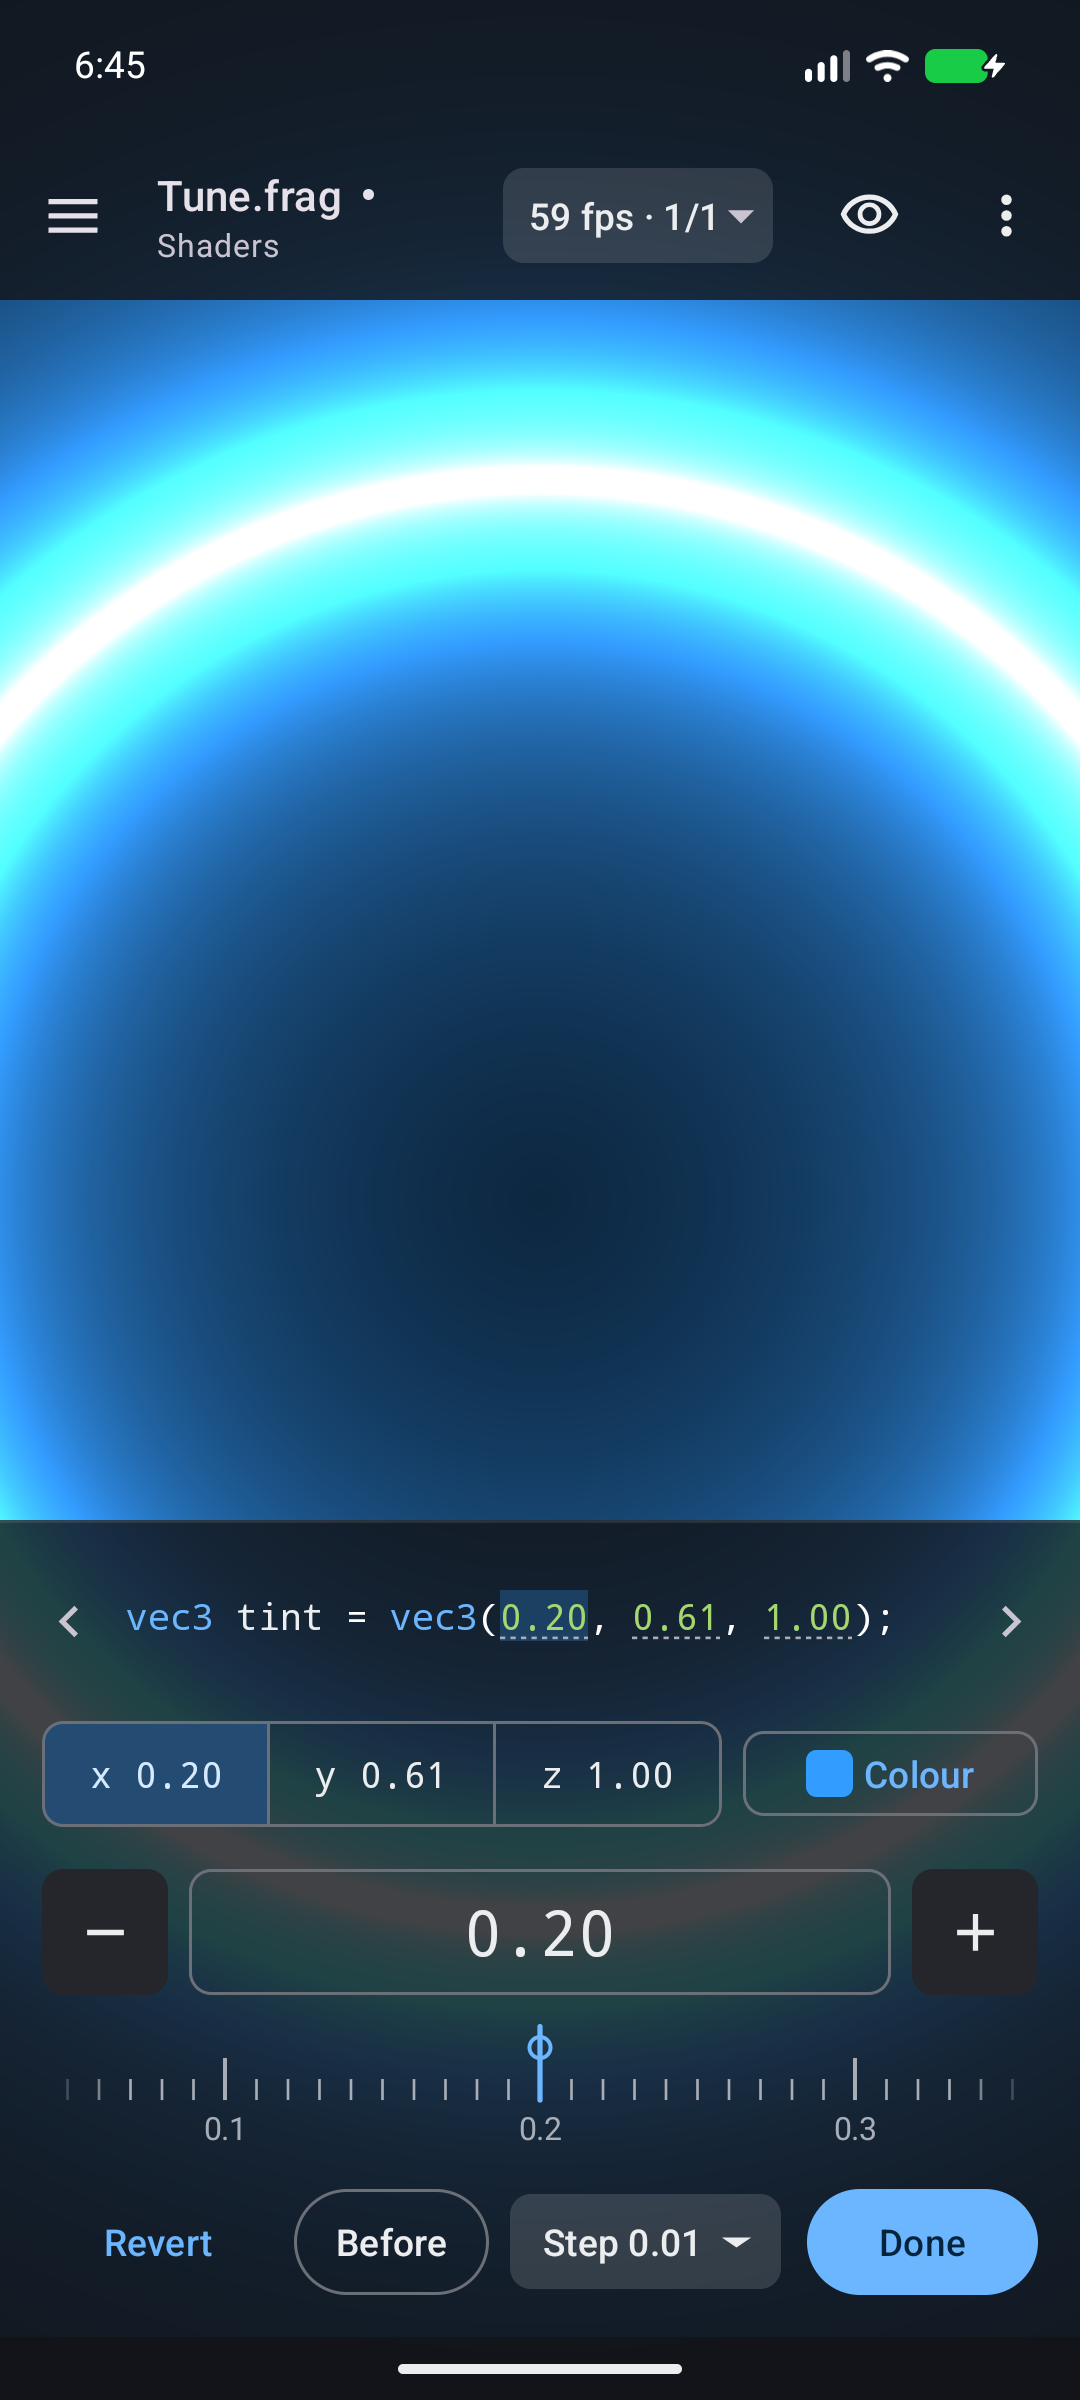 6:45
Tune.frag •
Shaders
59 fps · 1/1
vec3 tint = vec3(0.20, 0.61, 1.00);
x 0.20
y 0.61
z 1.00
Colour
0.20
0.1
0.2
0.3
Revert
Before
Step 0.01
Done